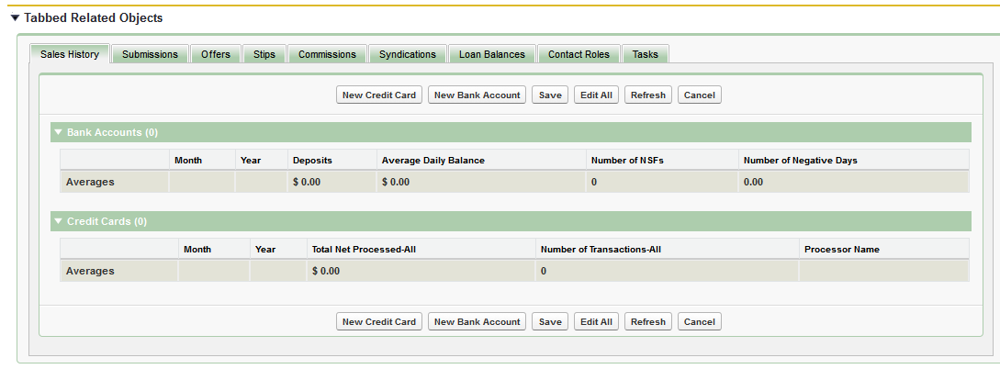 Tabbed Related Objects
Sales History Submissions Offers Stips Commissions Syndications Loan Balances Contact Roles Tasks
New Credit Card New Bank Account Save Edit All Refresh Cancel
Bank Accounts (0)
Month Year Deposits Average Daily Balance Number of NSFs Number of Negative Days
Averages $ 0.00 $ 0.00 0 0.00
Credit Cards (0)
Month Year Total Net Processed-All Number of Transactions-All Processor Name
Averages $ 0.00 0
New Credit Card New Bank Account Save Edit All Refresh Cancel